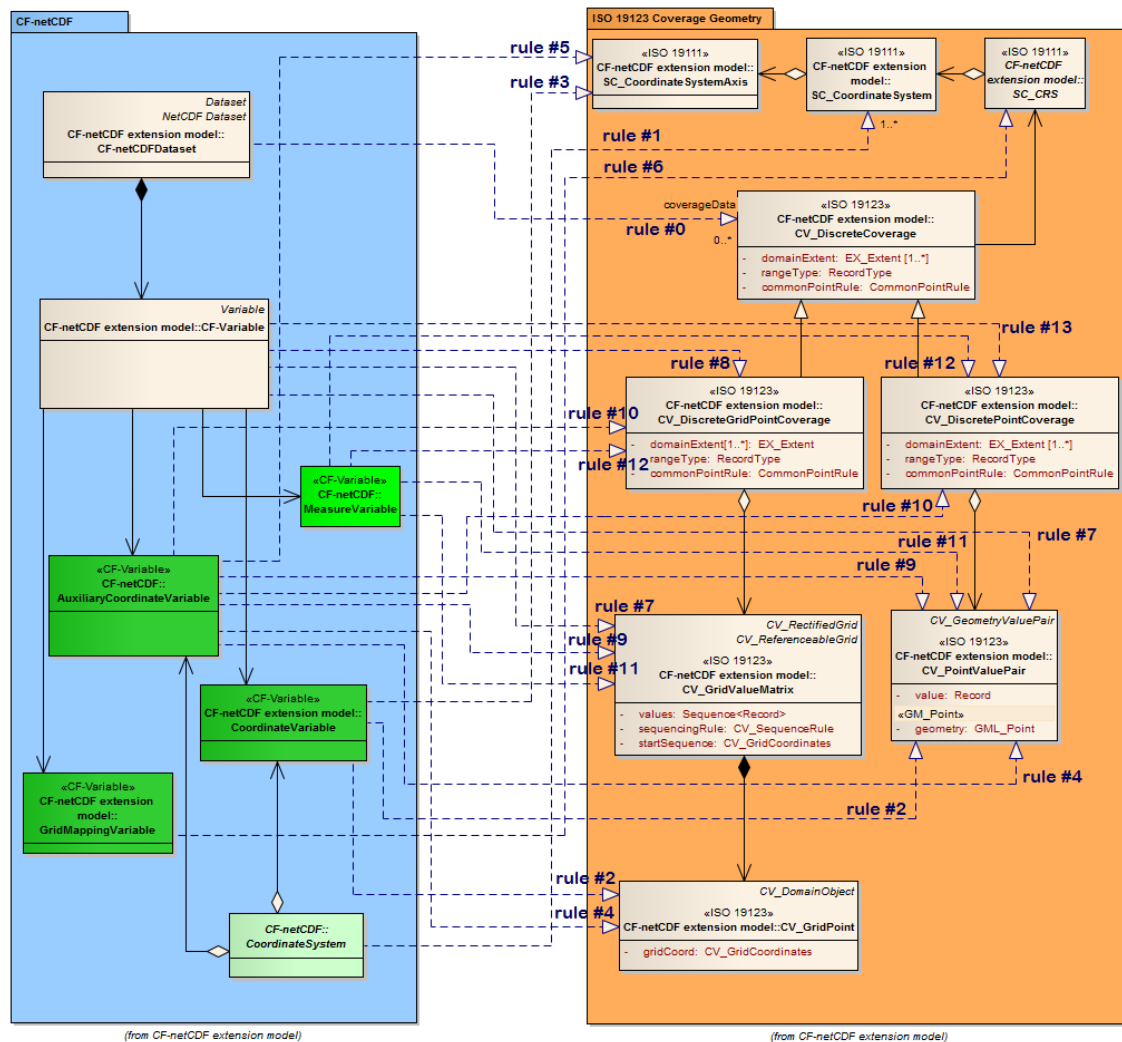 CF-netCDF
Dataset
NetCDF Dataset
CF-netCDF extension model::
CF-netCDFDataset
Variable
CF-netCDF extension model::CF-Variable
«CF-Variable»
CF-netCDF::
MeasureVariable
«CF-Variable»
CF-netCDF::
AuxiliaryCoordinateVariable
«CF-Variable»
CF-netCDF extension model::
CoordinateVariable
«CF-Variable»
CF-netCDF extension
model::
GridMappingVariable
CF-netCDF::
CoordinateSystem
(from CF-netCDF extension model)
rule #5
rule #3
rule #1
rule #6
rule #0
rule #13
rule #8
rule #12
rule #10
rule #12
rule #10
rule #7
rule #11
rule #9
rule #7
rule #9
rule #11
rule #4
rule #2
rule #2
rule #4
ISO 19123 Coverage Geometry
«ISO 19111»
CF-netCDF extension model::
SC_CoordinateSystemAxis
«ISO 19111»
CF-netCDF extension
model::
SC_CoordinateSystem
1..*
«ISO 19111»
CF-netCDF
extension model::
SC_CRS
coverageData
0..*
«ISO 19123»
CF-netCDF extension model::
CV_DiscreteCoverage
- domainExtent: EX_Extent [1..*]
- rangeType: RecordType
- commonPointRule: CommonPointRule
«ISO 19123»
CF-netCDF extension model::
CV_DiscreteGridPointCoverage
- domainExtent[1..*]: EX_Extent
- rangeType: RecordType
- commonPointRule: CommonPointRule
«ISO 19123»
CF-netCDF extension model::
CV_DiscretePointCoverage
- domainExtent: EX_Extent [1..*]
- rangeType: RecordType
- commonPointRule: CommonPointRule
CV_RectifiedGrid
CV_ReferenceableGrid
«ISO 19123»
CF-netCDF extension model::
CV_GridValueMatrix
- values: Sequence<Record>
- sequencingRule: CV_SequenceRule
- startSequence: CV_GridCoordinates
CV_GeometryValuePair
«ISO 19123»
CF-netCDF extension model::
CV_PointValuePair
- value: Record
«GM_Point»
- geometry: GML_Point
CV_DomainObject
«ISO 19123»
CF-netCDF extension model::CV_GridPoint
- gridCoord: CV_GridCoordinates
(from CF-netCDF extension model)